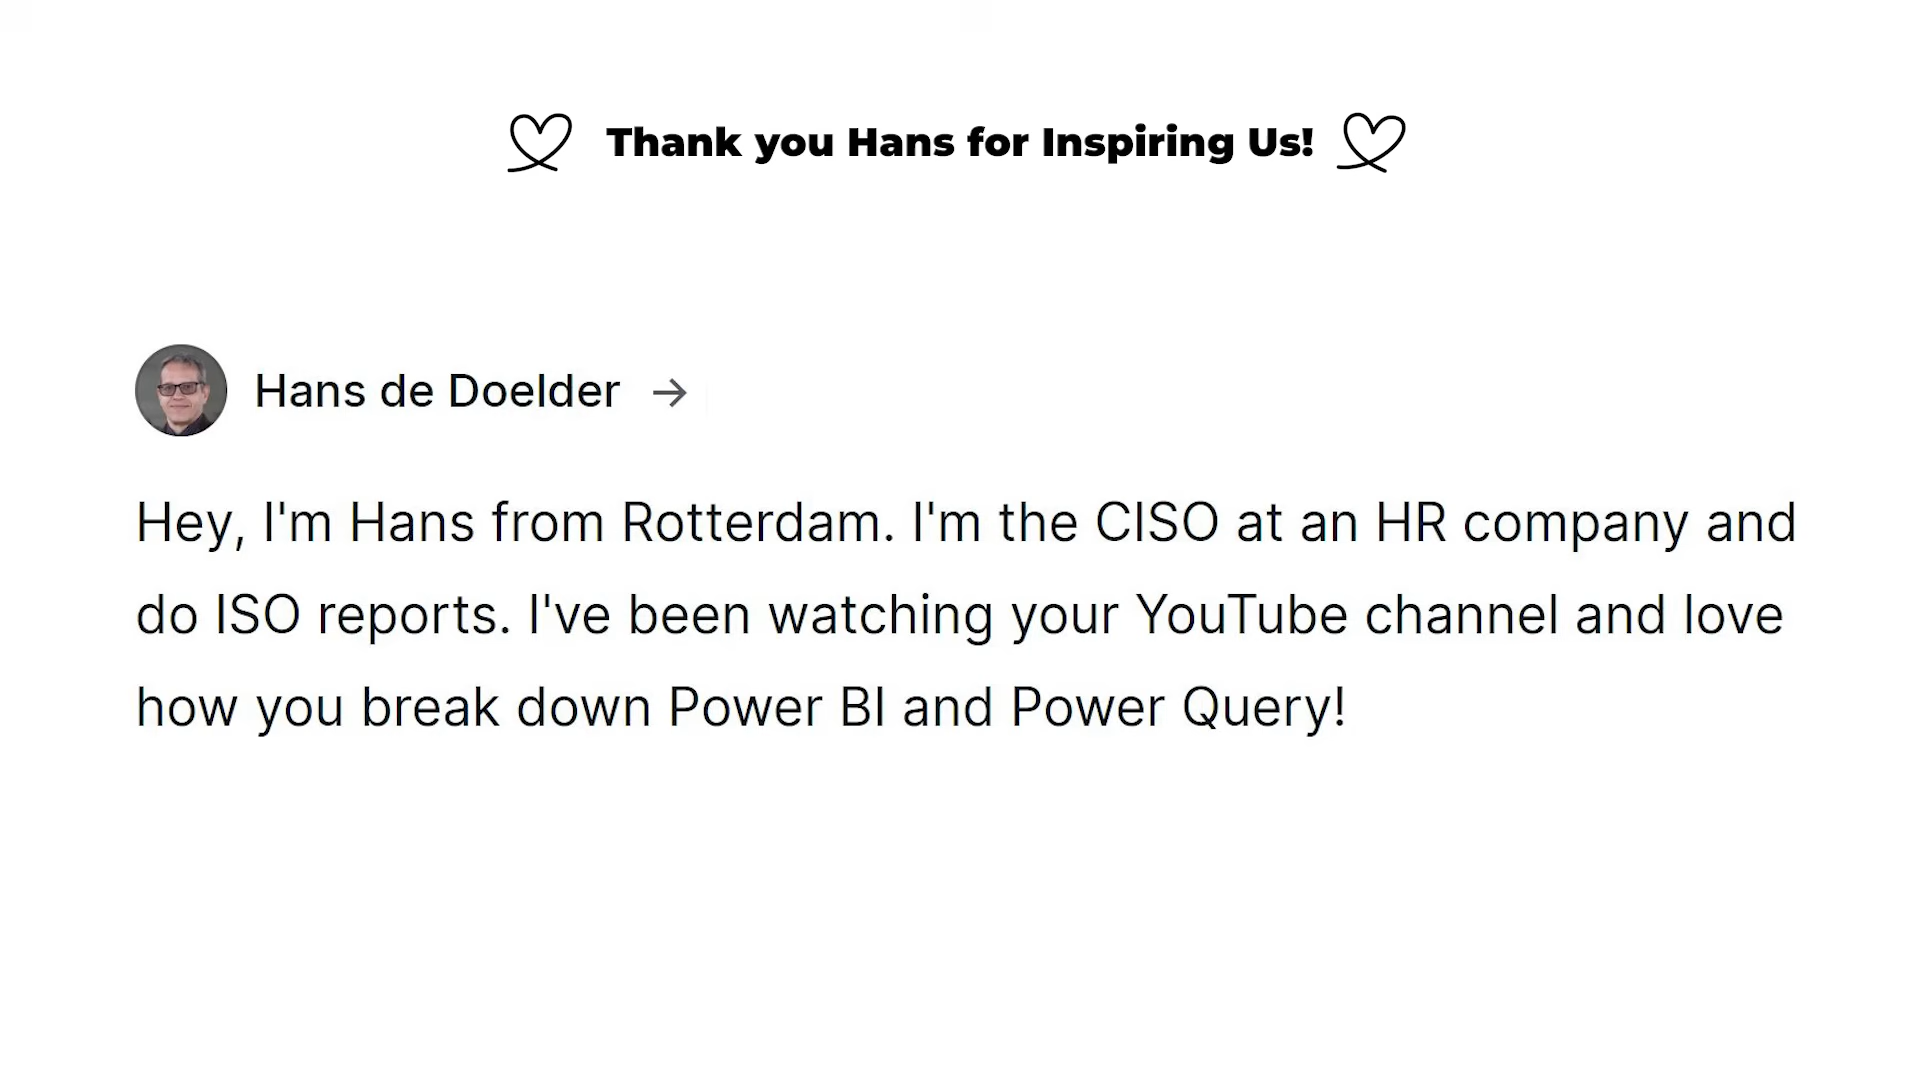 Thank you Hans for Inspiring Us!
Hans de Doelder →
Hey, I'm Hans from Rotterdam. I'm the CISO at an HR company and
do ISO reports. I've been watching your YouTube channel and love
how you break down Power BI and Power Query!